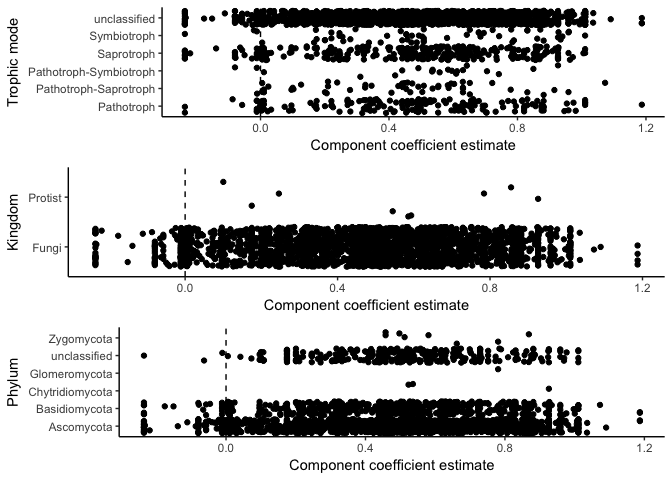 Trophic mode
unclassified
Symbiotroph
Saprotroph
Pathotroph-Symbiotroph
Pathotroph-Saprotroph
Pathotroph
0.0 0.4 0.8 1.2
Component coefficient estimate
Kingdom
Protist
Fungi
0.0 0.4 0.8 1.2
Component coefficient estimate
Phylum
Zygomycota
unclassified
Glomeromycota
Chytridiomycota
Basidiomycota
Ascomycota
0.0 0.4 0.8 1.2
Component coefficient estimate